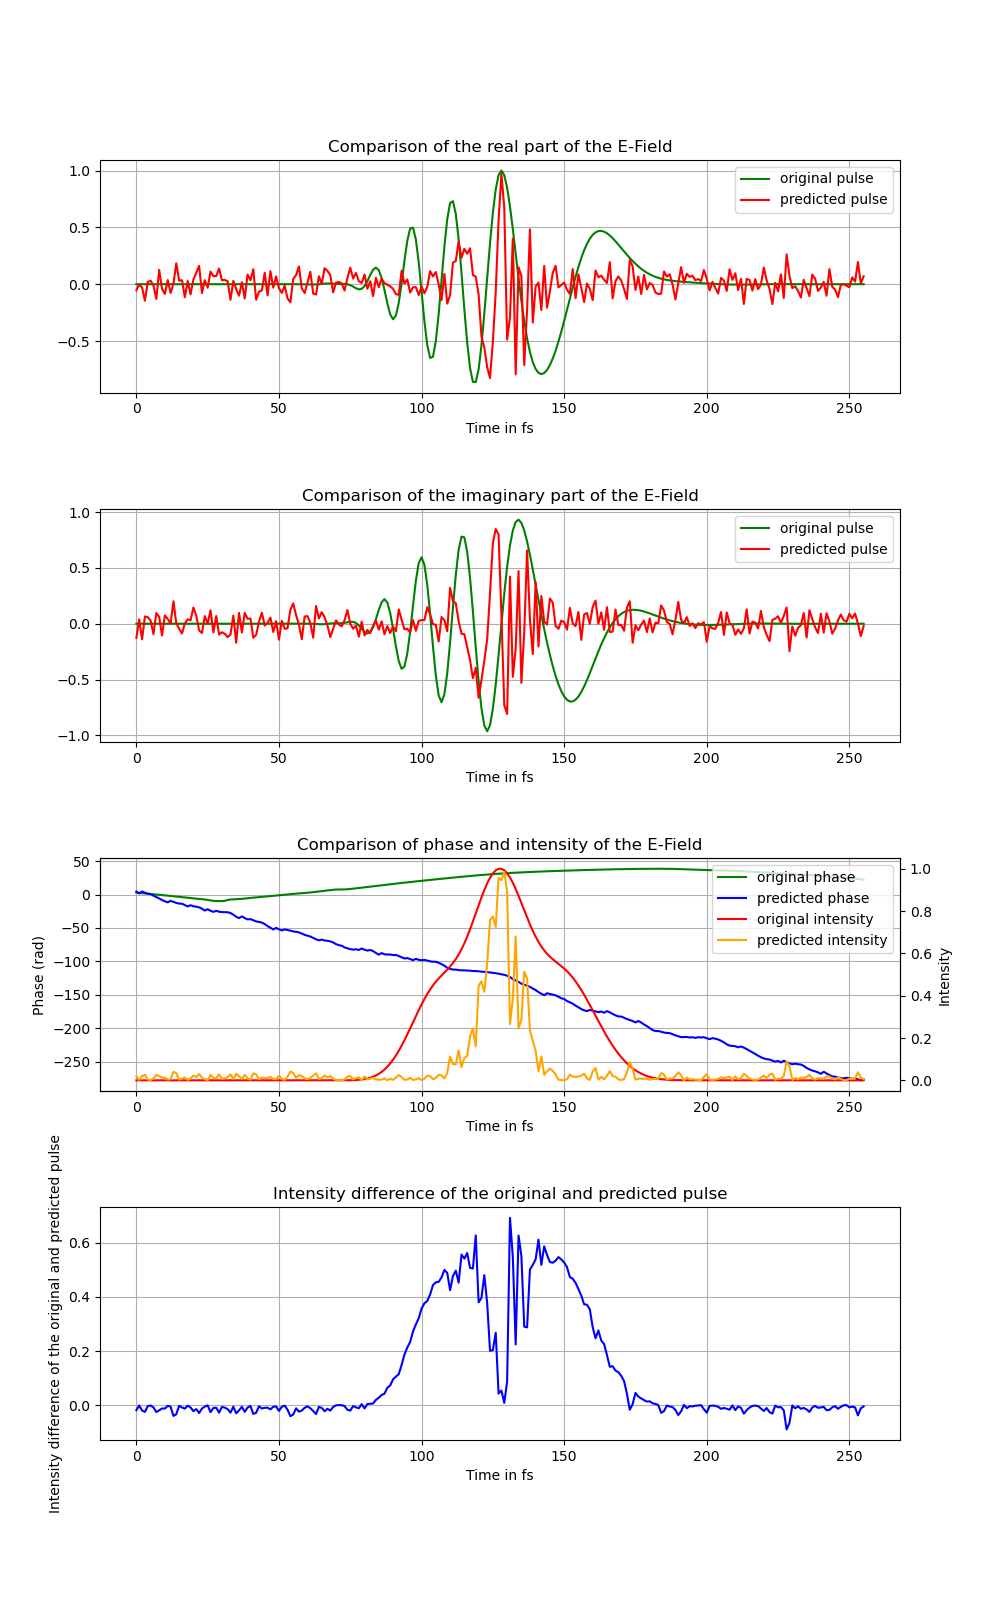 Comparison of the real part of the E-Field
1.0
0.5
0.0
−0.5
original pulse
predicted pulse
0 50 100 150 200 250
Time in fs
Comparison of the imaginary part of the E-Field
1.0
0.5
0.0
−0.5
−1.0
original pulse
predicted pulse
0 50 100 150 200 250
Time in fs
Comparison of phase and intensity of the E-Field
Phase (rad)
50
0
−50
−100
−150
−200
−250
original phase
predicted phase
original intensity
predicted intensity
1.0
0.8
0.6
0.4
0.2
0.0
Intensity
0 50 100 150 200 250
Time in fs
Intensity difference of the original and predicted pulse
Intensity difference of the original and predicted pulse
0.6
0.4
0.2
0.0
0 50 100 150 200 250
Time in fs